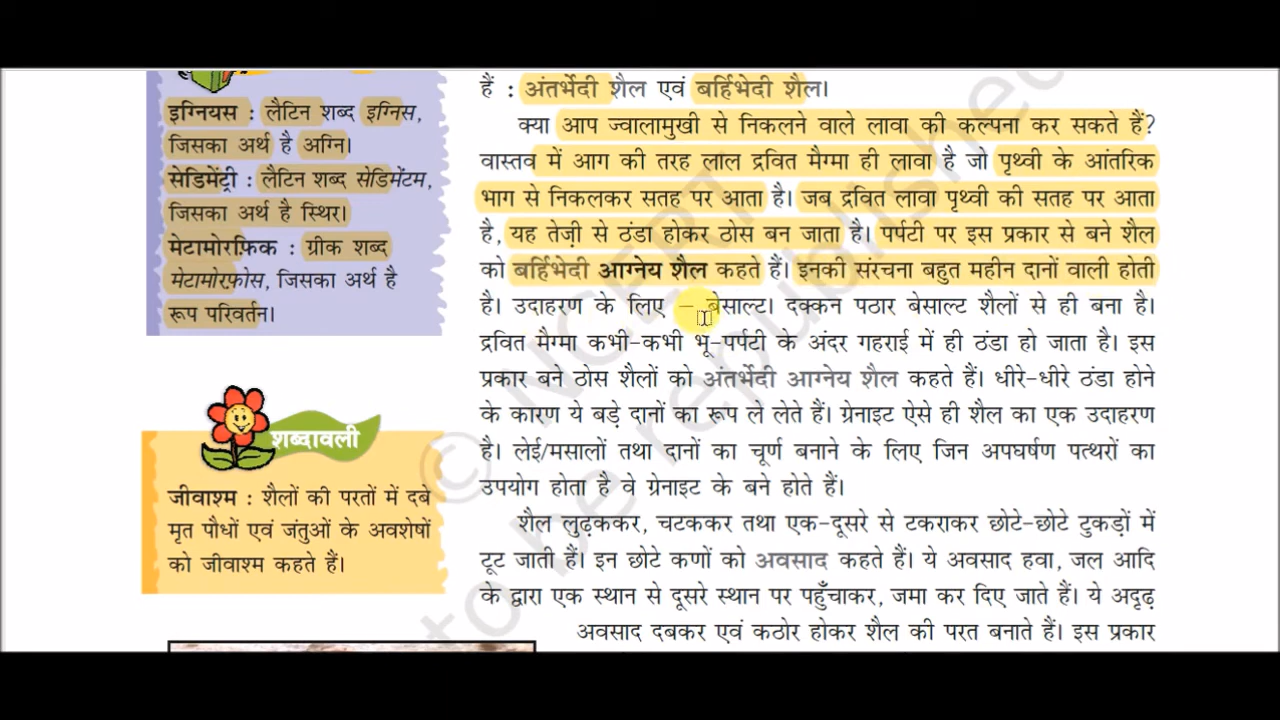 इग्नियस : लैटिन शब्द इग्निस,
जिसका अर्थ है अग्नि।
सेडिमेंट्री : लैटिन शब्द सेडिमेंटम,
जिसका अर्थ है स्थिर।
मेटामोरफ़िक : ग्रीक शब्द
मेटामोरफ़ोस, जिसका अर्थ है
रूप परिवर्तन।
शब्दावली
जीवाश्म : शैलों की परतों में दबे
मृत पौधों एवं जंतुओं के अवशेषों
को जीवाश्म कहते हैं।
हैं : अंतर्भेदी शैल एवं बर्हिभेदी शैल।
क्या आप ज्वालामुखी से निकलने वाले लावा की कल्पना कर सकते हैं?
वास्तव में आग की तरह लाल द्रवित मैग्मा ही लावा है जो पृथ्वी के आंतरिक
भाग से निकलकर सतह पर आता है। जब द्रवित लावा पृथ्वी की सतह पर आता
है, यह तेज़ी से ठंडा होकर ठोस बन जाता है। पर्पटी पर इस प्रकार से बने शैल
को बर्हिभेदी आग्नेय शैल कहते हैं। इनकी संरचना बहुत महीन दानों वाली होती
है। उदाहरण के लिए – बेसाल्ट। दक्कन पठार बेसाल्ट शैलों से ही बना है।
द्रवित मैग्मा कभी-कभी भू-पर्पटी के अंदर गहराई में ही ठंडा हो जाता है। इस
प्रकार बने ठोस शैलों को अंतर्भेदी आग्नेय शैल कहते हैं। धीरे-धीरे ठंडा होने
के कारण ये बड़े दानों का रूप ले लेते हैं। ग्रेनाइट ऐसे ही शैल का एक उदाहरण
है। लेई/मसालों तथा दानों का चूर्ण बनाने के लिए जिन अपघर्षण पत्थरों का
उपयोग होता है वे ग्रेनाइट के बने होते हैं।
शैल लुढ़ककर, चटककर तथा एक-दूसरे से टकराकर छोटे-छोटे टुकड़ों में
टूट जाती हैं। इन छोटे कणों को अवसाद कहते हैं। ये अवसाद हवा, जल आदि
के द्वारा एक स्थान से दूसरे स्थान पर पहुँचाकर, जमा कर दिए जाते हैं। ये अदृढ़
अवसाद दबकर एवं कठोर होकर शैल की परत बनाते हैं। इस प्रकार
© NCERT
to be republished